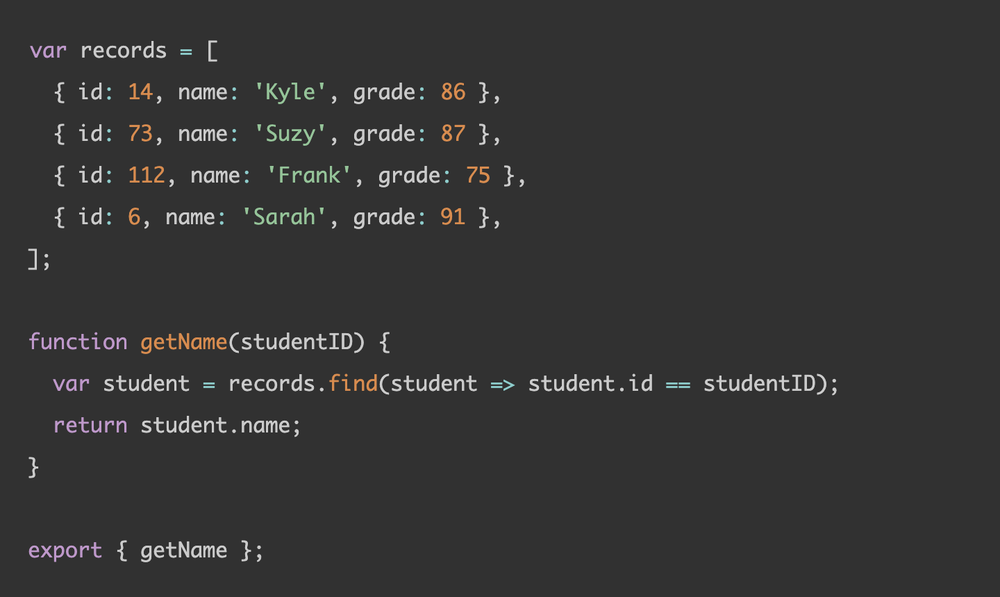 var records = [
  { id: 14, name: 'Kyle', grade: 86 },
  { id: 73, name: 'Suzy', grade: 87 },
  { id: 112, name: 'Frank', grade: 75 },
  { id: 6, name: 'Sarah', grade: 91 },
];

function getName(studentID) {
  var student = records.find(student => student.id == studentID);
  return student.name;
}

export { getName };